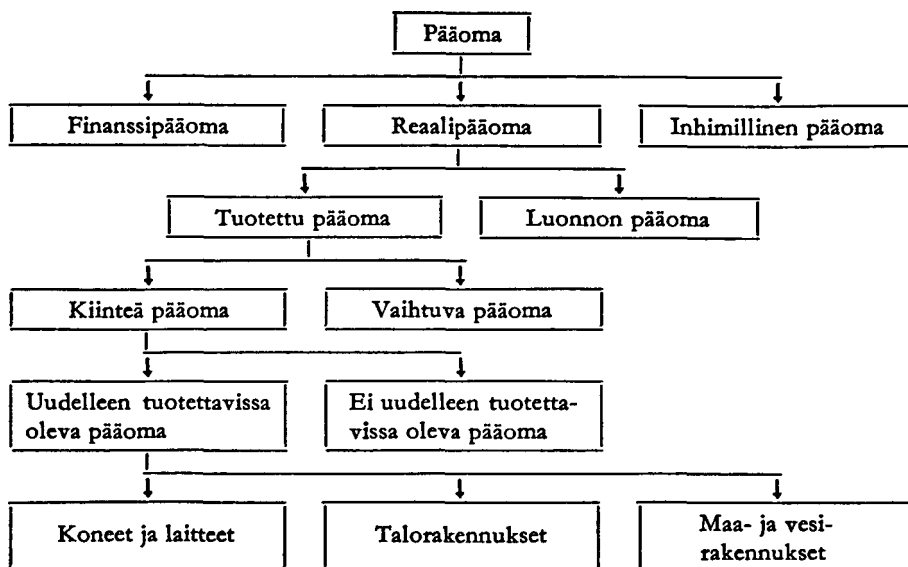 Pääoma
Finanssipääoma
Reaalipääoma
Inhimillinen pääoma
Tuotettu pääoma
Luonnon pääoma
Kiinteä pääoma
Vaihtuva pääoma
Uudelleen tuotettavissa
oleva pääoma
Ei uudelleen tuotetta-
vissa oleva pääoma
Koneet ja laitteet
Talorakennukset
Maa- ja vesi-
rakennukset